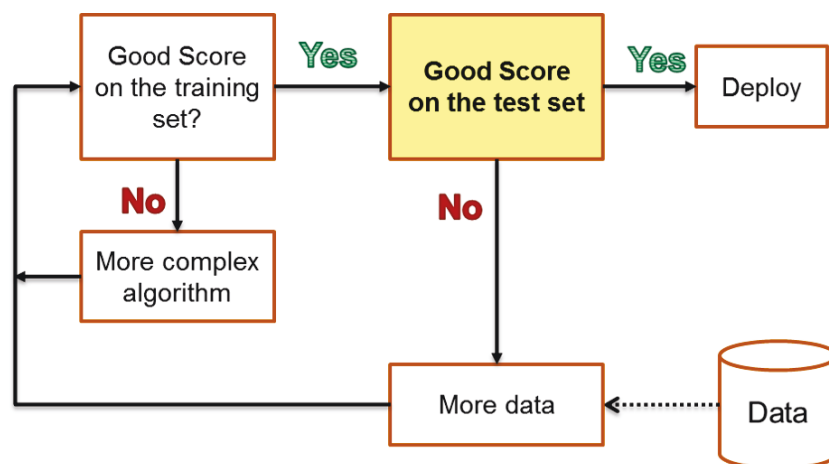 Good Score
on the training
set?
Yes
Good Score
on the test set
Yes
Deploy
No
More complex
algorithm
No
More data
Data